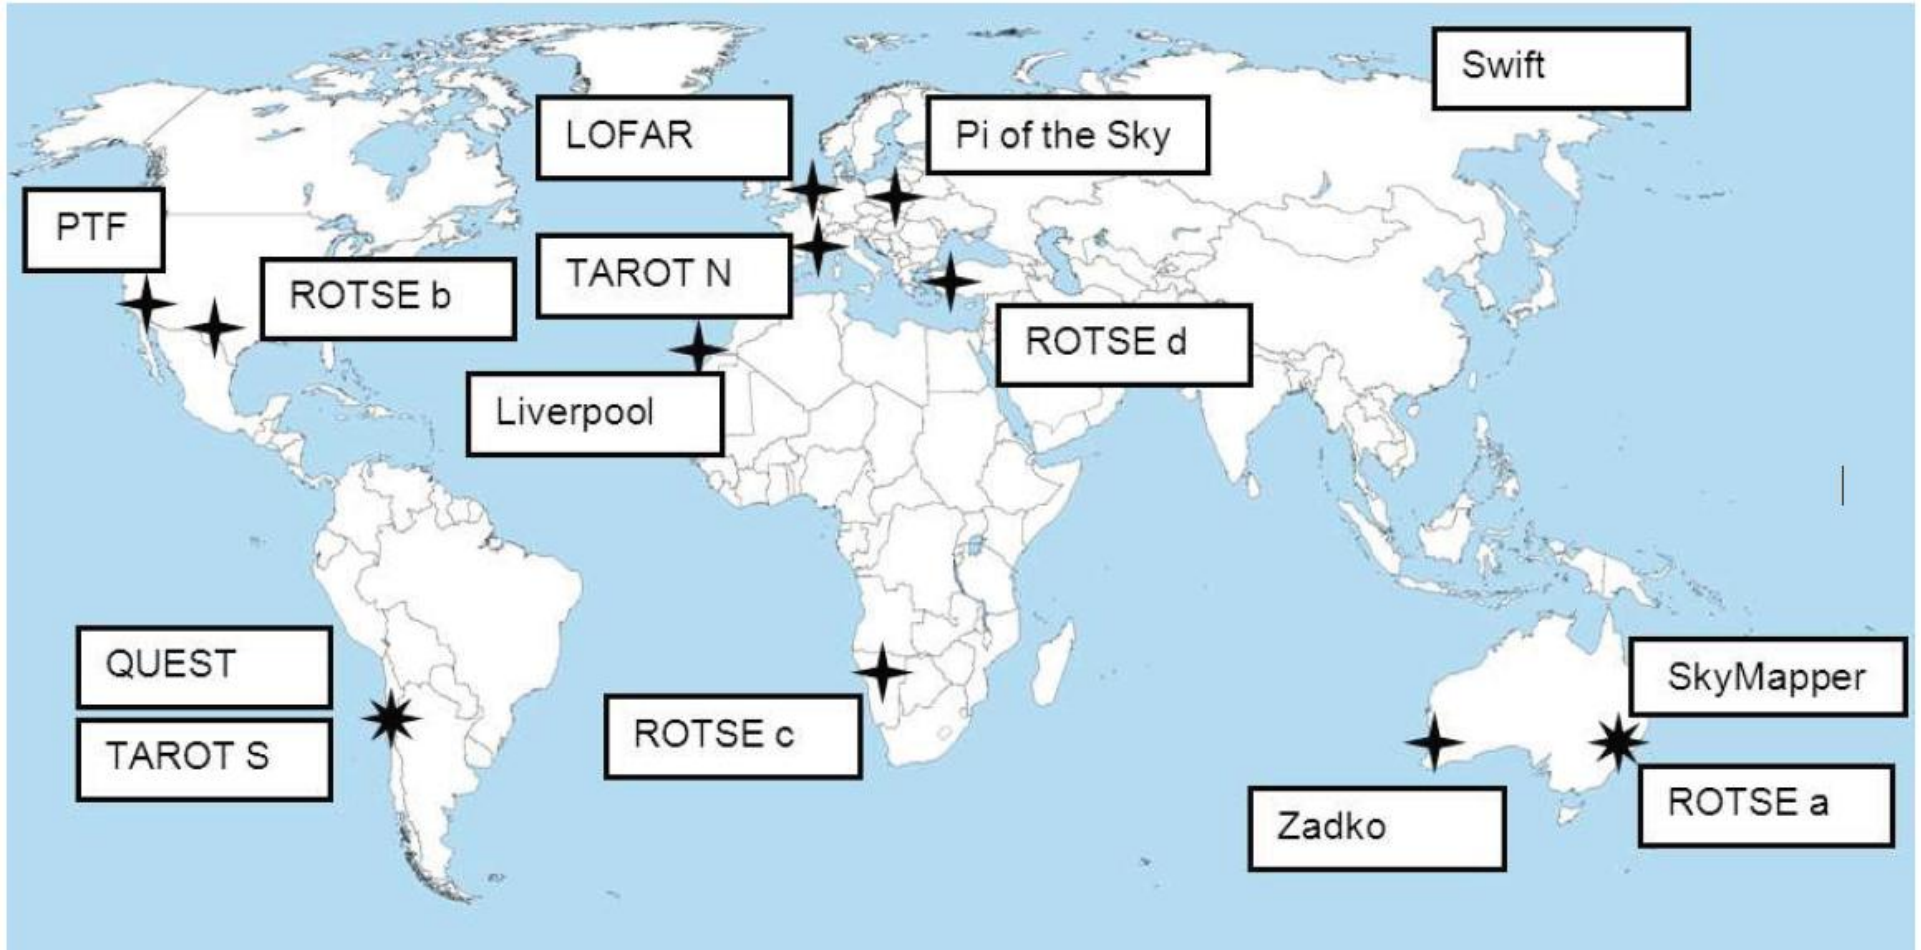 Swift
LOFAR
Pi of the Sky
PTF
ROTSE b
TAROT N
ROTSE d
Liverpool
QUEST
TAROT S
ROTSE c
SkyMapper
Zadko
ROTSE a